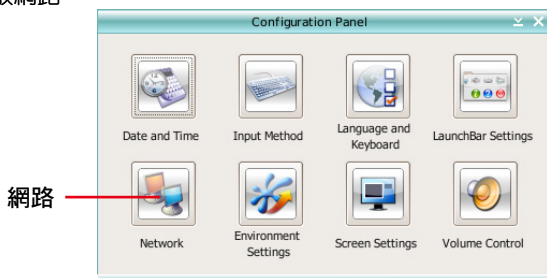 Configuration Panel
Date and Time
Input Method
Language and
Keyboard
LaunchBar Settings
網路
Network
Environment
Settings
Screen Settings
Volume Control